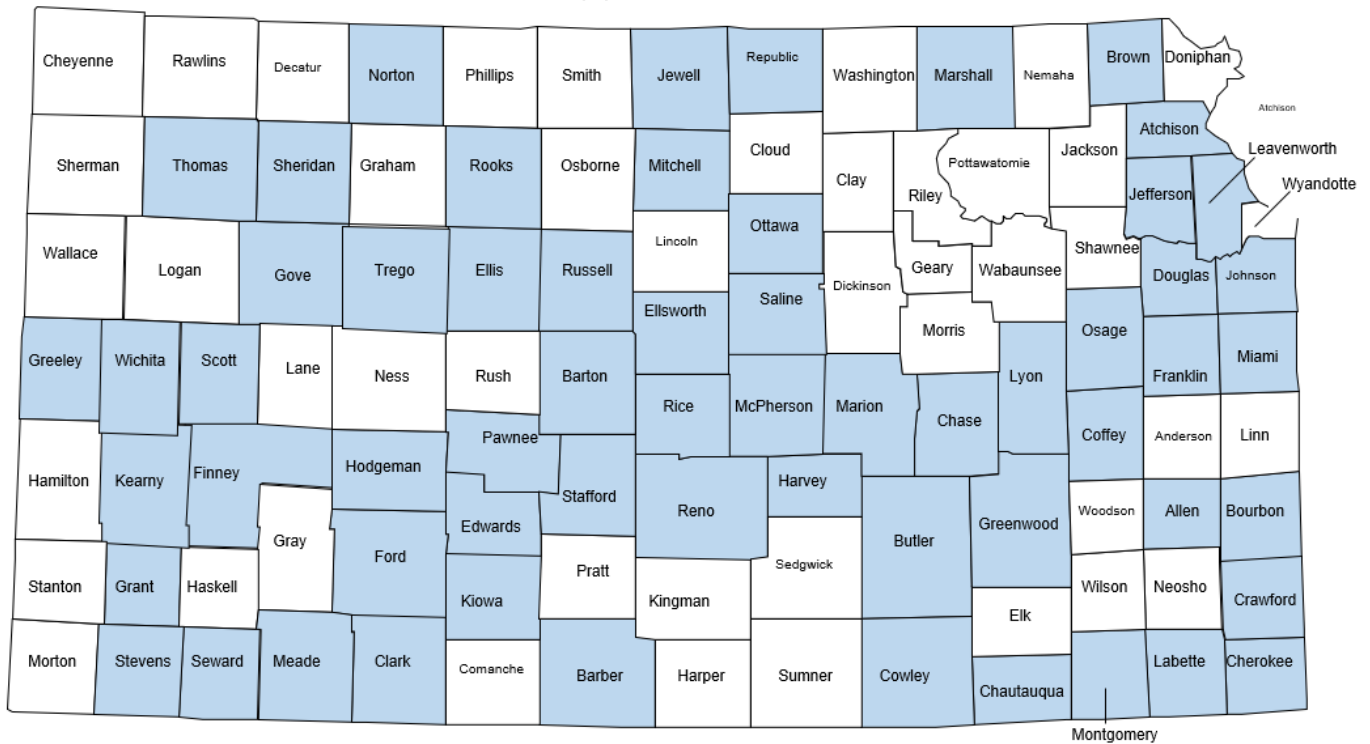 Cheyenne
Rawlins
Decatur
Norton
Phillips
Smith
Jewell
Republic
Washington
Marshall
Nemaha
Brown
Doniphan
Atchison
Sherman
Thomas
Sheridan
Graham
Rooks
Osborne
Mitchell
Cloud
Clay
Riley
Pottawatomie
Jackson
Atchison
Jefferson
Leavenworth
Wyandotte
Wallace
Logan
Gove
Trego
Ellis
Russell
Lincoln
Ottawa
Dickinson
Geary
Wabaunsee
Shawnee
Douglas
Johnson
Ellsworth
Saline
Morris
Osage
Greeley
Wichita
Scott
Lane
Ness
Rush
Barton
Rice
McPherson
Marion
Chase
Lyon
Franklin
Miami
Hamilton
Kearny
Finney
Hodgeman
Pawnee
Stafford
Reno
Harvey
Coffey
Anderson
Linn
Gray
Ford
Edwards
Sedgwick
Butler
Greenwood
Woodson
Allen
Bourbon
Stanton
Grant
Haskell
Kiowa
Pratt
Kingman
Elk
Wilson
Neosho
Crawford
Morton
Stevens
Seward
Meade
Clark
Comanche
Barber
Harper
Sumner
Cowley
Chautauqua
Labette
Cherokee
Montgomery